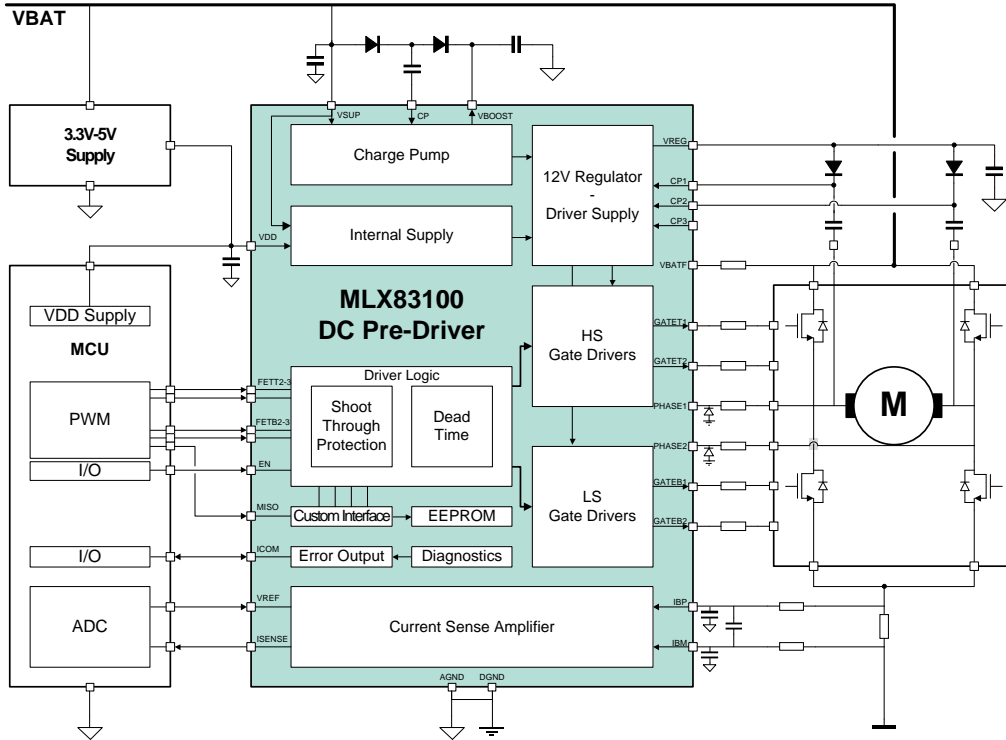 VBAT
3.3V-5V
Supply
VSUP
CP
VBOOST
Charge Pump
12V Regulator
-
Driver Supply
VREG
CP1
CP2
CP3
VDD
Internal Supply
VBATF
MLX83100
DC Pre-Driver
VDD Supply
MCU
HS
Gate Drivers
GATET1
GATET2
PWM
FETT2-3
FETB2-3
Driver Logic
Shoot
Through
Protection
Dead
Time
PHASE1
M
PHASE2
I/O
EN
LS
Gate Drivers
GATEB1
GATEB2
MISO
Custom Interface
EEPROM
I/O
ICOM
Error Output
Diagnostics
ADC
VREF
ISENSE
Current Sense Amplifier
IBP
IBM
AGND
DGND